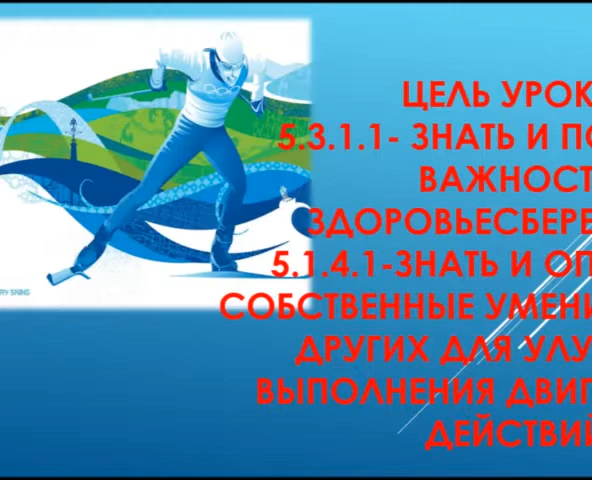 ЦЕЛЬ УРОК
5.3.1.1- ЗНАТЬ И ПО
ВАЖНОСТ
ЗДОРОВЬЕСБЕРЕ
5.1.4.1-ЗНАТЬ И ОП
СОБСТВЕННЫЕ УМЕНИ
ДРУГИХ ДЛЯ УЛУ
ВЫПОЛНЕНИЯ ДВИГ
ДЕЙСТВИЙ